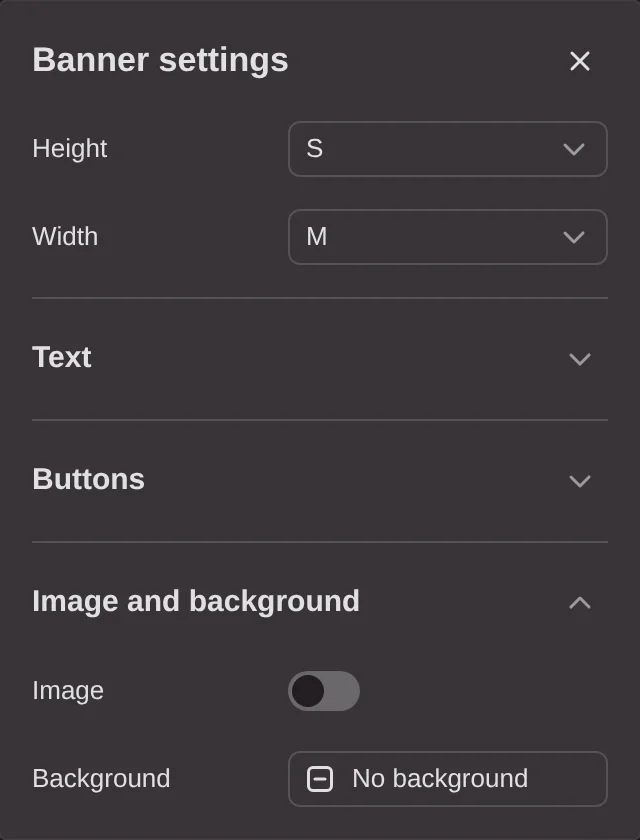 Banner settings
Height
S
Width
M
Text
Buttons
Image and background
Image
Background
No background